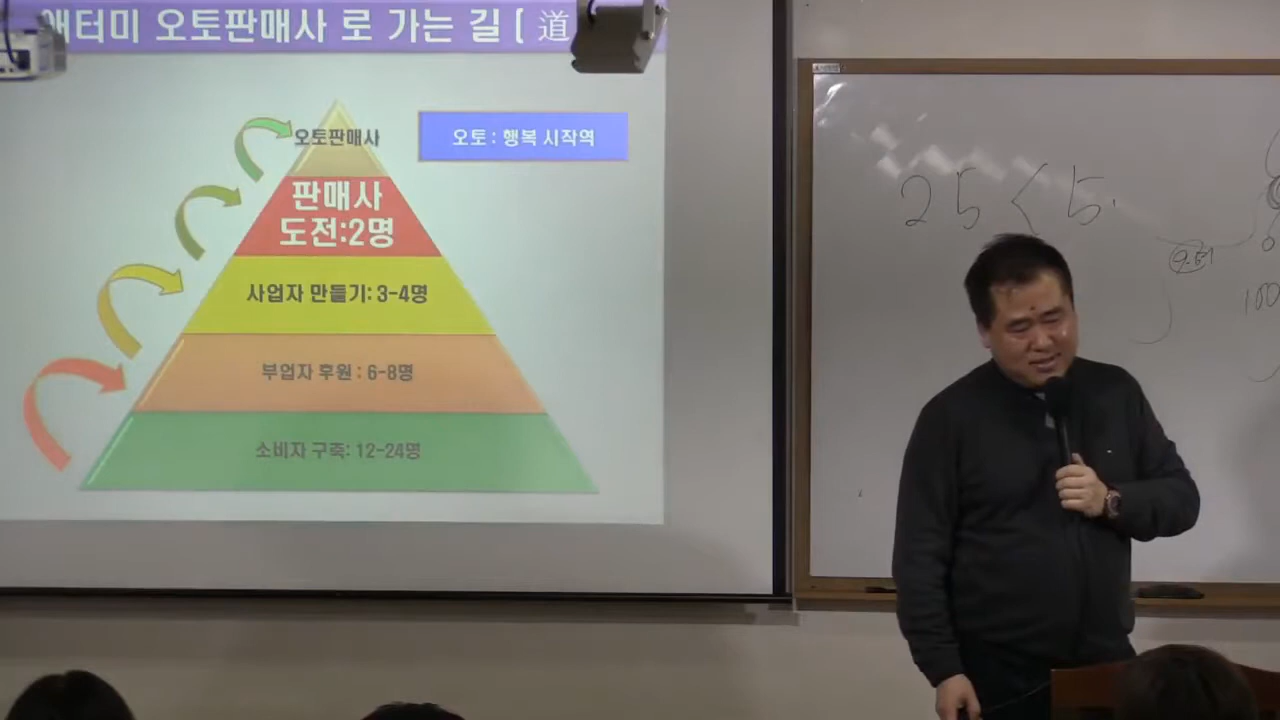 애터미 오토판매사 로 가는 길 [ 道
오토판매사
오토 : 행복 시작역
판매사
도전:2명
사업자 만들기: 3-4명
부업자 후원 : 6-8명
소비자 구축: 12-24명
25 < 5
100